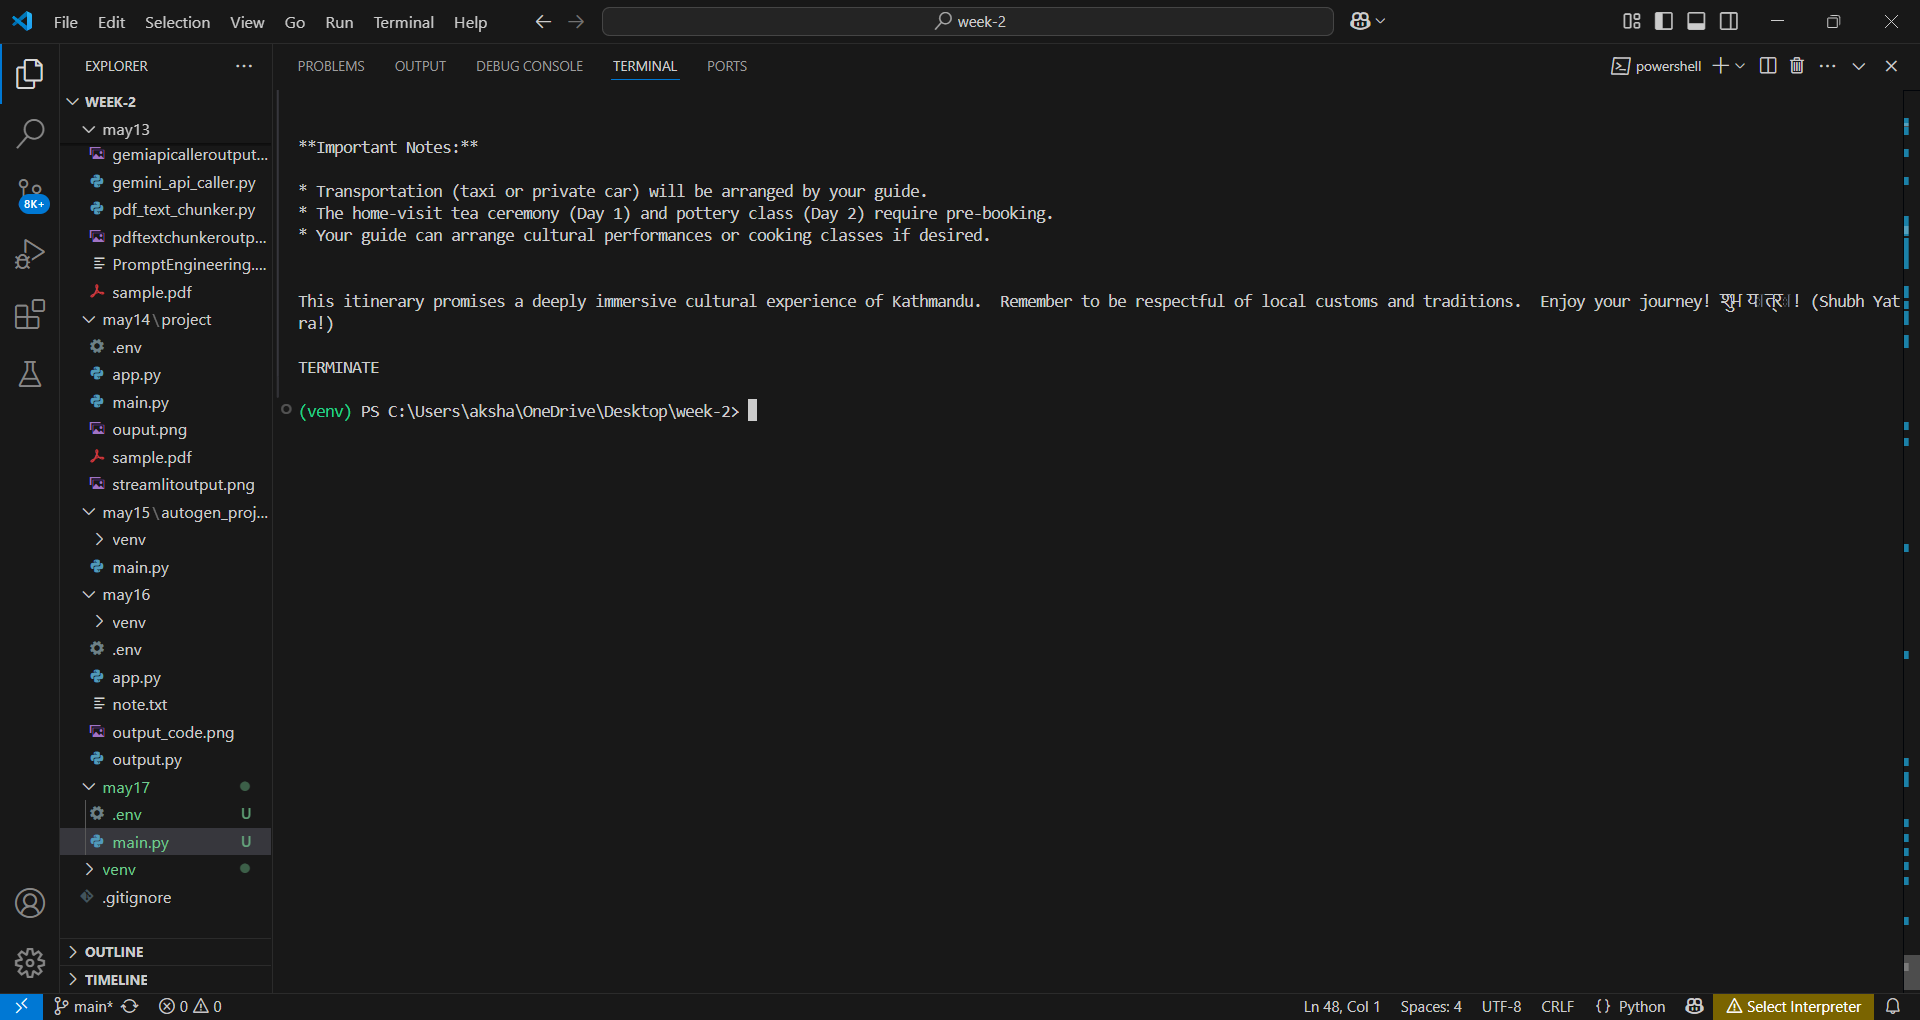 File Edit Selection View Go Run Terminal Help week-2
EXPLORER
WEEK-2
may13
gemiapicalleroutput...
gemini_api_caller.py
pdf_text_chunker.py
pdftextchunkeroutp...
PromptEngineering....
sample.pdf
may14\project
.env
app.py
main.py
ouput.png
sample.pdf
streamlitoutput.png
may15\autogen_proj...
venv
main.py
may16
venv
.env
app.py
note.txt
output_code.png
output.py
may17
.env U
main.py U
venv
.gitignore
OUTLINE
TIMELINE
8K+
PROBLEMS OUTPUT DEBUG CONSOLE TERMINAL PORTS
powershell
**Important Notes:**
* Transportation (taxi or private car) will be arranged by your guide.
* The home-visit tea ceremony (Day 1) and pottery class (Day 2) require pre-booking.
* Your guide can arrange cultural performances or cooking classes if desired.
This itinerary promises a deeply immersive cultural experience of Kathmandu.  Remember to be respectful of local customs and traditions.  Enjoy your journey! शुभ यात्रा! (Shubh Yat
ra!)
TERMINATE
(venv) PS C:\Users\aksha\OneDrive\Desktop\week-2>
main* 0 0 Ln 48, Col 1 Spaces: 4 UTF-8 CRLF {} Python Select Interpreter